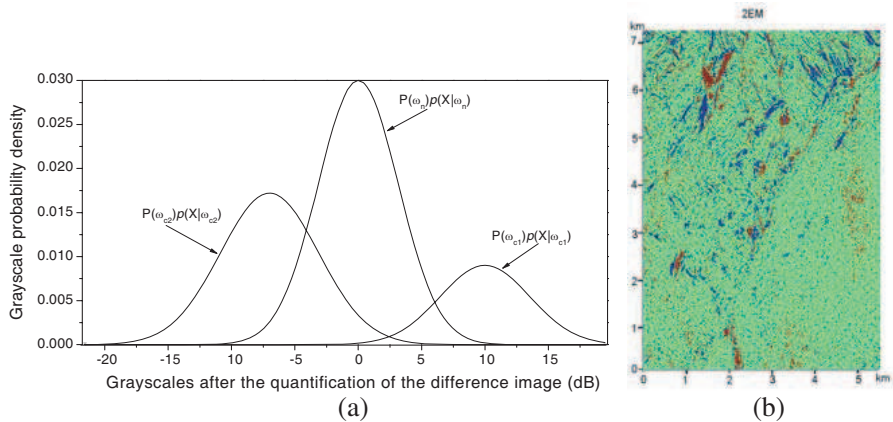 2EM
km
0.030
0.025
0.020
0.015
0.010
0.005
0.000
Grayscale probability density
P(ωn)p(X|ωn)
P(ωc2)p(X|ωc2)
P(ωc1)p(X|ωc1)
-20 -15 10 -5 0 5 10 15
Grayscales after the quantification of the difference image (dB)
7
6
5
4
3
2
1
0
0 1 2 3 4 5
km
(a) (b)